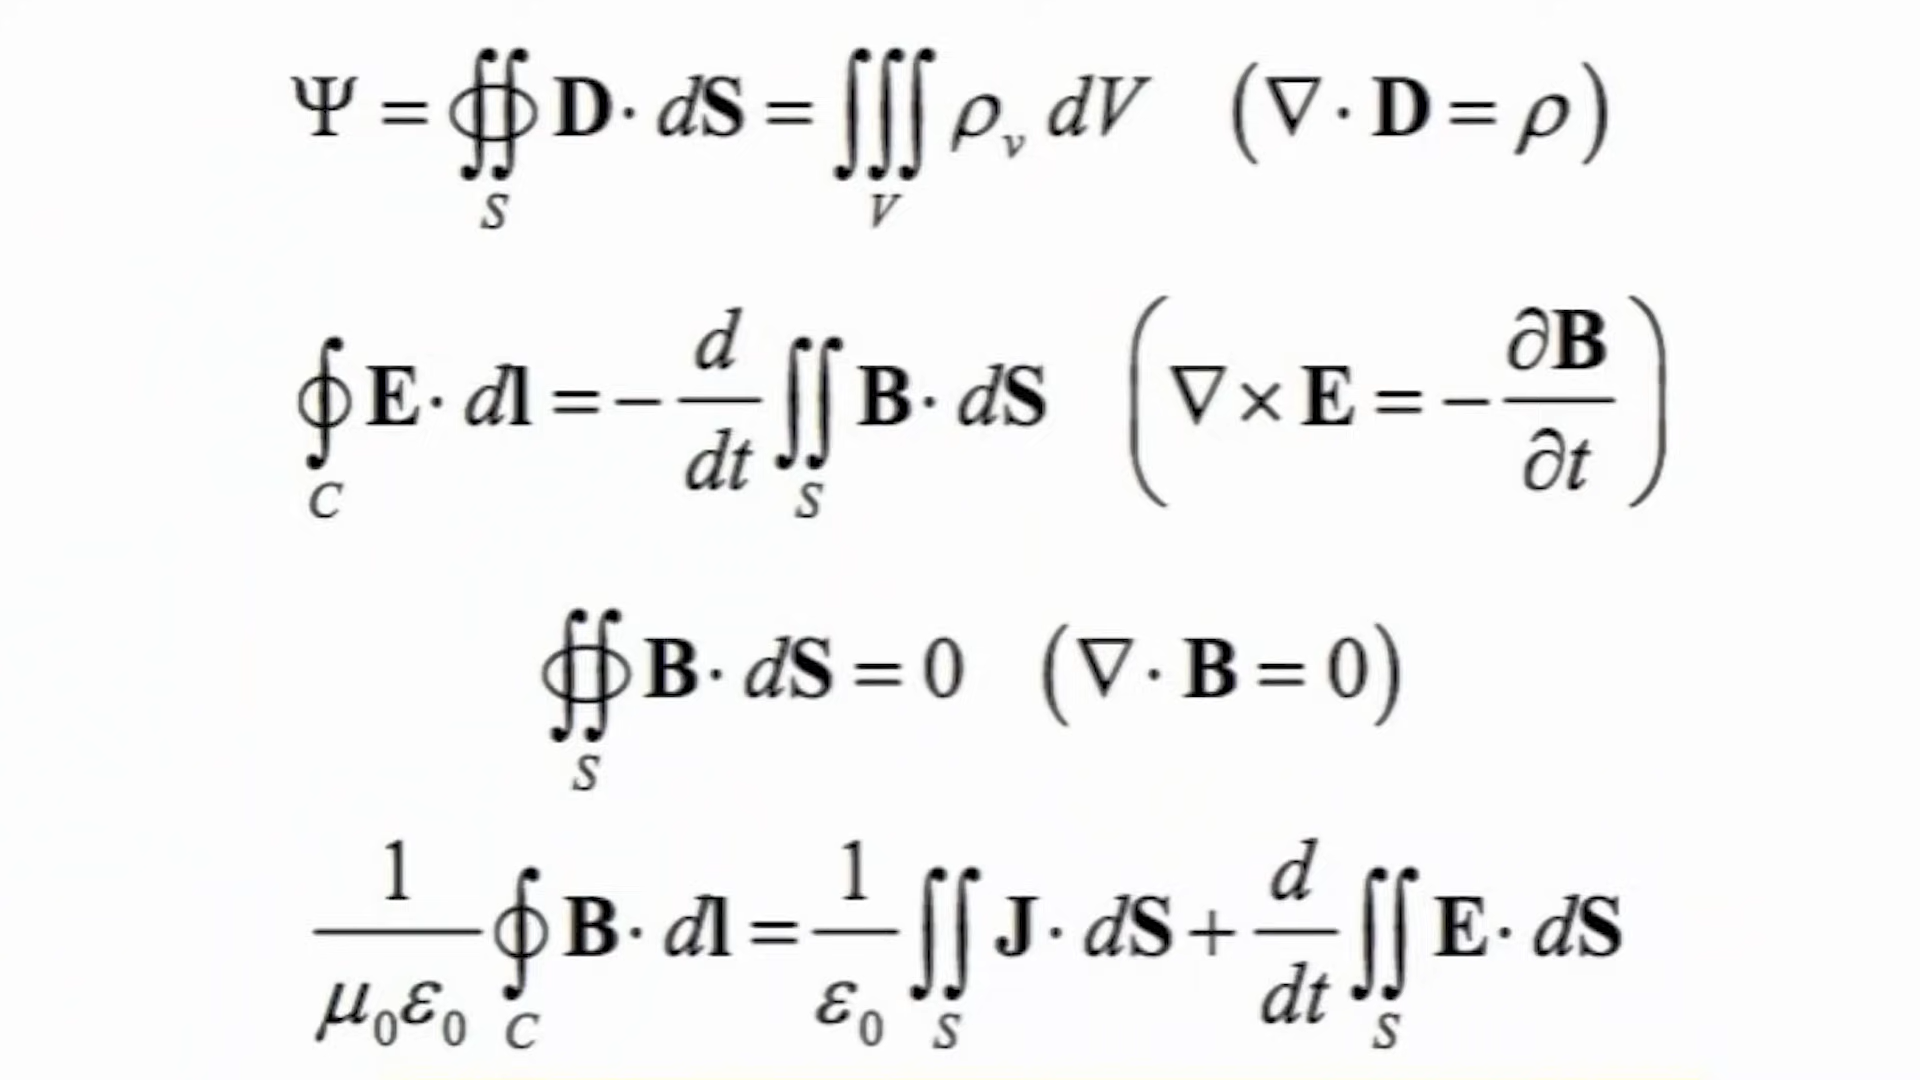 Ψ = ∯_S 𝐃 · d𝐒 = ∭_V ρ_v dV (∇ · 𝐃 = ρ)
∮_C 𝐄 · d𝐥 = − d/dt ∬_S 𝐁 · d𝐒 (∇ × 𝐄 = − ∂𝐁/∂t)
∯_S 𝐁 · d𝐒 = 0 (∇ · 𝐁 = 0)
1/(μ₀ε₀) ∮_C 𝐁 · d𝐥 = 1/ε₀ ∬_S 𝐉 · d𝐒 + d/dt ∬_S 𝐄 · d𝐒